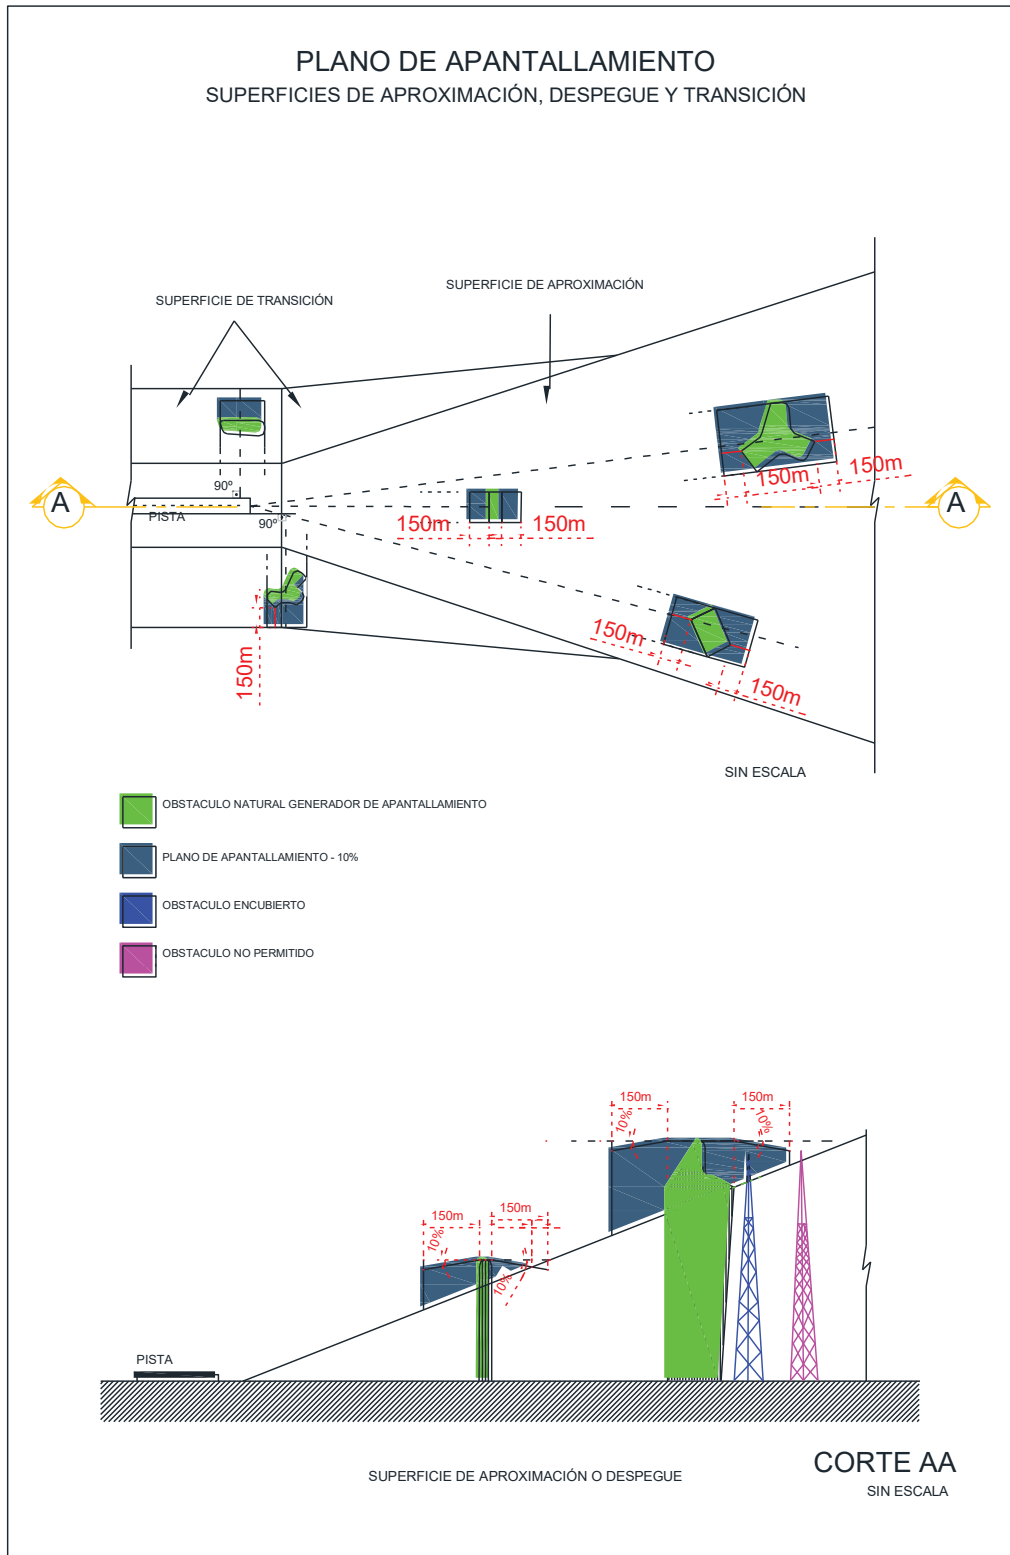 PLANO DE APANTALLAMIENTO
SUPERFICIES DE APROXIMACIÓN, DESPEGUE Y TRANSICIÓN
SUPERFICIE DE APROXIMACIÓN
SUPERFICIE DE TRANSICIÓN
150m
150m
90º
A
A
PISTA
90º
150m
150m
150m
150m
150m
SIN ESCALA
OBSTACULO NATURAL GENERADOR DE APANTALLAMIENTO
PLANO DE APANTALLAMIENTO - 10%
OBSTACULO ENCUBIERTO
OBSTACULO NO PERMITIDO
150m
150m
10%
10%
150m
150m
10%
10%
PISTA
CORTE AA
SUPERFICIE DE APROXIMACIÓN O DESPEGUE
SIN ESCALA